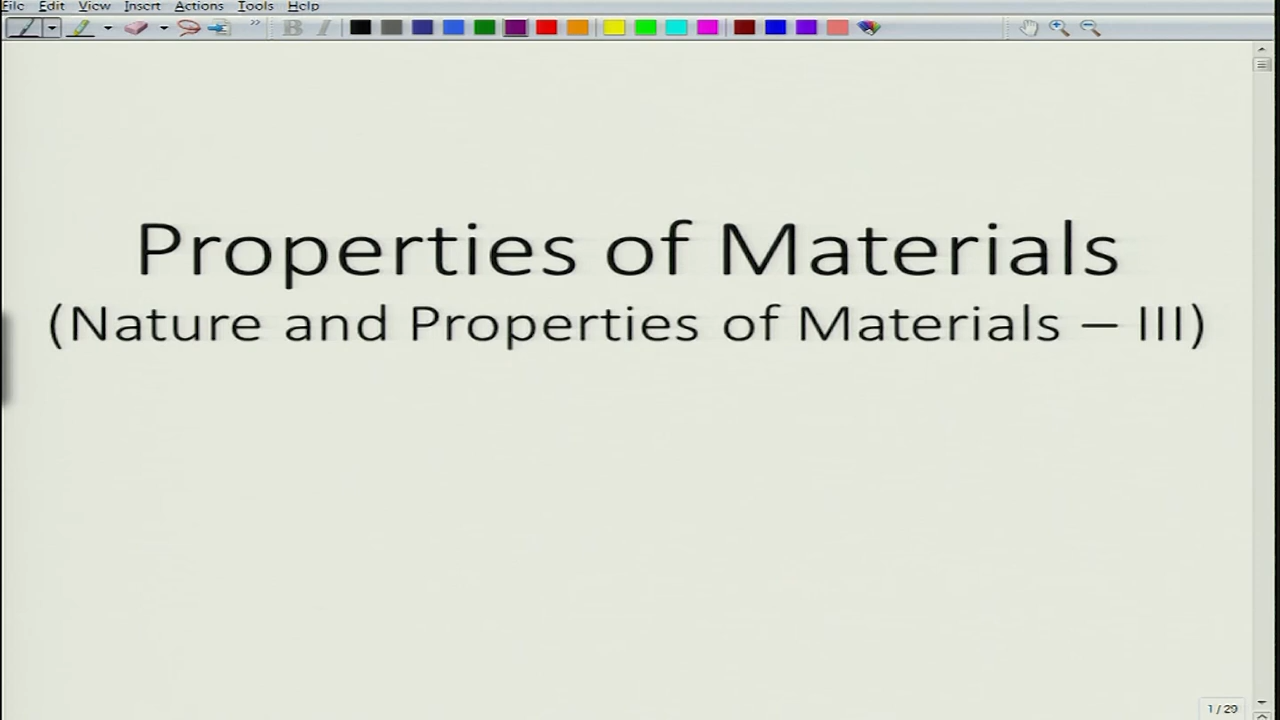 File Edit View Insert Actions Tools Help
B I
Properties of Materials
(Nature and Properties of Materials – III)
1 / 29